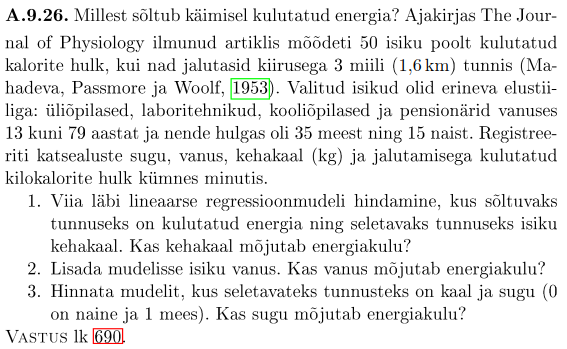 A.9.26. Millest sõltub käimisel kulutatud energia? Ajakirjas The Jour-
nal of Physiology ilmunud artiklis mõõdeti 50 isiku poolt kulutatud
kalorite hulk, kui nad jalutasid kiirusega 3 miili (1,6 km) tunnis (Ma-
hadeva, Passmore ja Woolf, 1953). Valitud isikud olid erineva elustii-
liga: üliõpilased, laboritehnikud, kooliõpilased ja pensionärid vanuses
13 kuni 79 aastat ja nende hulgas oli 35 meest ning 15 naist. Registree-
riti katsealuste sugu, vanus, kehakaal (kg) ja jalutamisega kulutatud
kilokalorite hulk kümnes minutis.
1. Viia läbi lineaarse regressioonmudeli hindamine, kus sõltuvaks
tunnuseks on kulutatud energia ning seletavaks tunnuseks isiku
kehakaal. Kas kehakaal mõjutab energiakulu?
2. Lisada mudelisse isiku vanus. Kas vanus mõjutab energiakulu?
3. Hinnata mudelit, kus seletavateks tunnusteks on kaal ja sugu (0
on naine ja 1 mees). Kas sugu mõjutab energiakulu?
VASTUS lk 690.